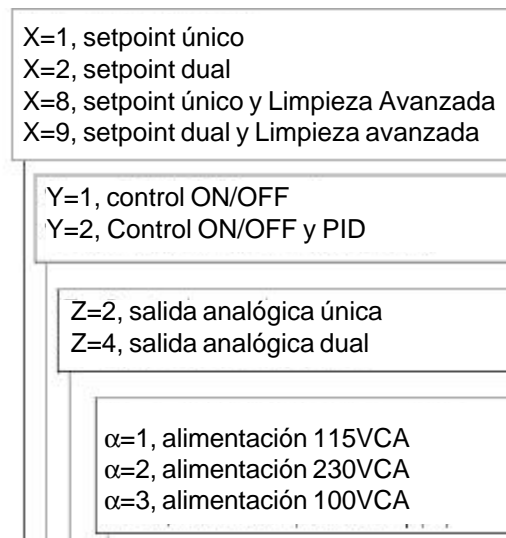 X=1, setpoint único
X=2, setpoint dual
X=8, setpoint único y Limpieza Avanzada
X=9, setpoint dual y Limpieza avanzada
Y=1, control ON/OFF
Y=2, Control ON/OFF y PID
Z=2, salida analógica única
Z=4, salida analógica dual
α=1, alimentación 115VCA
α=2, alimentación 230VCA
α=3, alimentación 100VCA